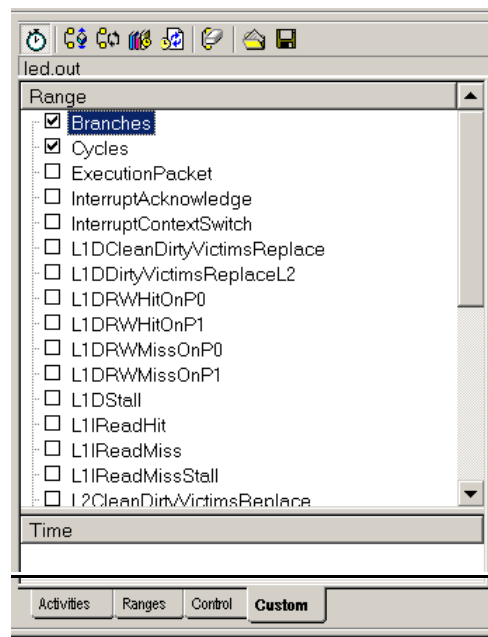 led.out
Range
Branches
Cycles
ExecutionPacket
InterruptAcknowledge
InterruptContextSwitch
L1DCleanDirtyVictimsReplace
L1DDirtyVictimsReplaceL2
L1DRWHitOnP0
L1DRWHitOnP1
L1DRWMissOnP0
L1DRWMissOnP1
L1DStall
L1IReadHit
L1IReadMiss
L1IReadMissStall
L2CleanDirtyVictimsReplace
Time
Activities Ranges Control Custom